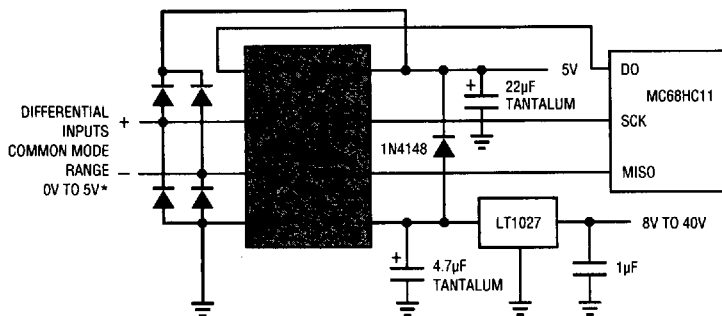 5V
DO
MC68HC11
22µF
TANTALUM
DIFFERENTIAL
INPUTS
COMMON MODE
RANGE
0V TO 5V*
+
–
+
SCK
1N4148
MISO
LT1027
8V TO 40V
+
4.7µF
TANTALUM
1µF